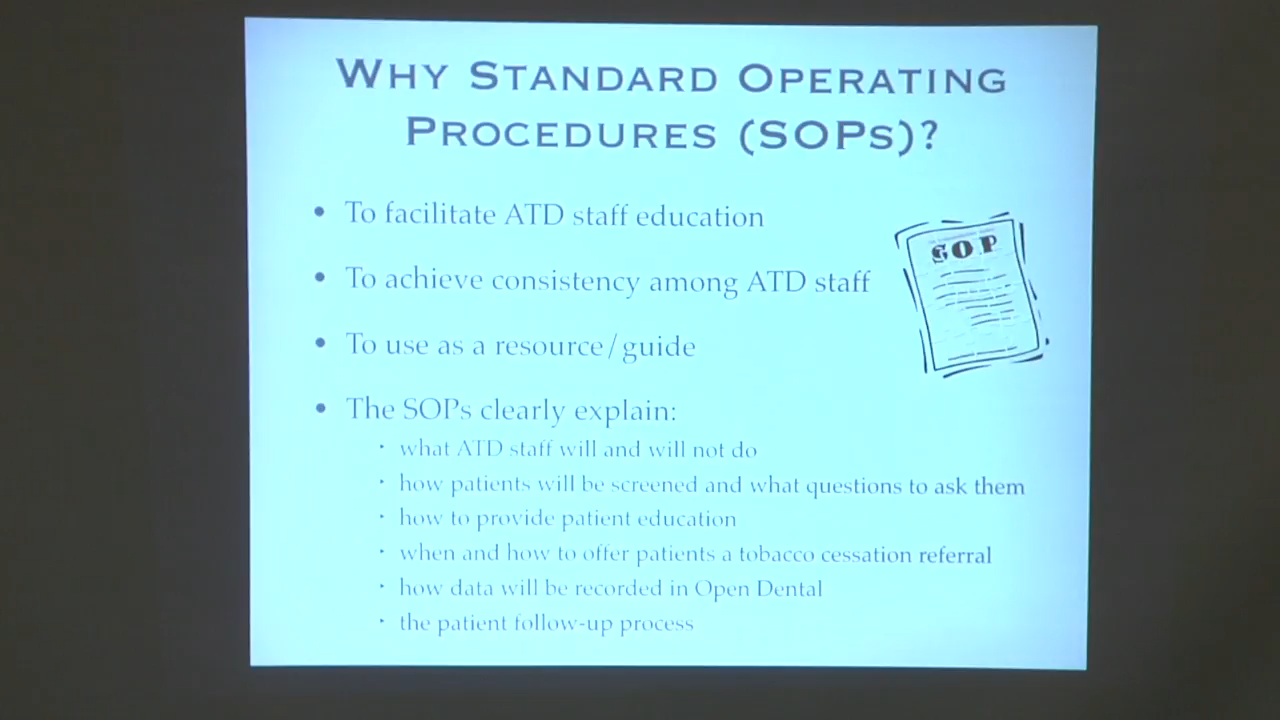 WHY STANDARD OPERATING
PROCEDURES (SOPS)?
• To facilitate ATD staff education
• To achieve consistency among ATD staff
• To use as a resource/guide
• The SOPs clearly explain:
• what ATD staff will and will not do
• how patients will be screened and what questions to ask them
• how to provide patient education
• when and how to offer patients a tobacco cessation referral
• how data will be recorded in Open Dental
• the patient follow-up process
SOP